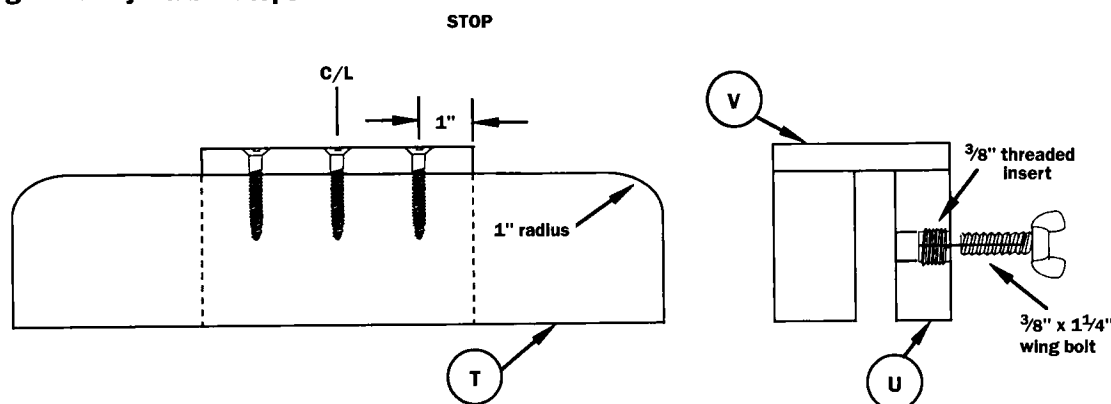 STOP
C/L
1"
1" radius
T
V
3/8" threaded
insert
3/8" x 1 1/4"
wing bolt
U